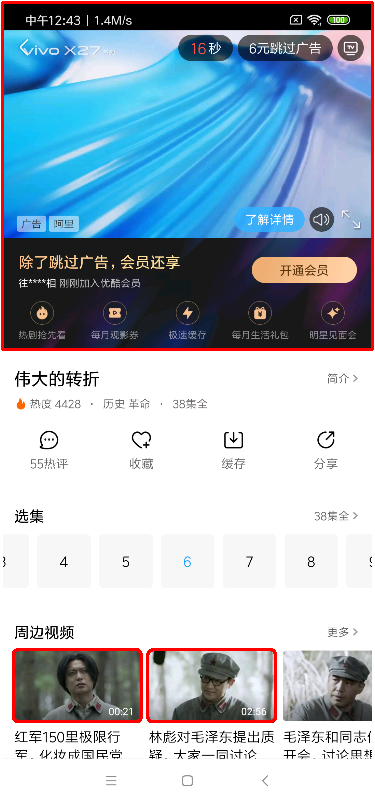 中午12:43 | 1.4M/s
100
vivo X27
16 秒
6元跳过广告
TV
广告
阿里
了解详情
除了跳过广告，会员还享
往****相 刚刚加入优酷会员
开通会员
热剧抢先看
每月观影券
极速缓存
每月生活礼包
明星见面会
伟大的转折
简介 >
热度 4428 · 历史 革命 · 38集全
55热评
收藏
缓存
分享
选集
38集全 >
3 4 5 6 7 8 9
周边视频
更多 >
00:21
02:56
红军150里极限行
军，化妆成国民党
林彪对毛泽东提出质
疑，大家一同讨论
毛泽东和同志们
开会，讨论思想